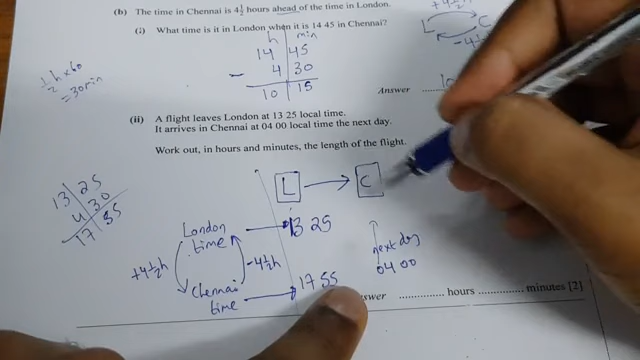 (b) The time in Chennai is 4½ hours ahead of the time in London.
(i) What time is it in London when it is 14 45 in Chennai?
+4½h
L C
-4½
h min
14 45
- 4 30
10 15
½h × 60
= 30min
Answer
(ii) A flight leaves London at 13 25 local time.
It arrives in Chennai at 04 00 local time the next day.
Work out, in hours and minutes, the length of the flight.
13 25
4 30
17 55
L → C
London time → 13 25
+4½h -4½h
Chennai time → 17 55
next day
04 00
hours minutes [2]